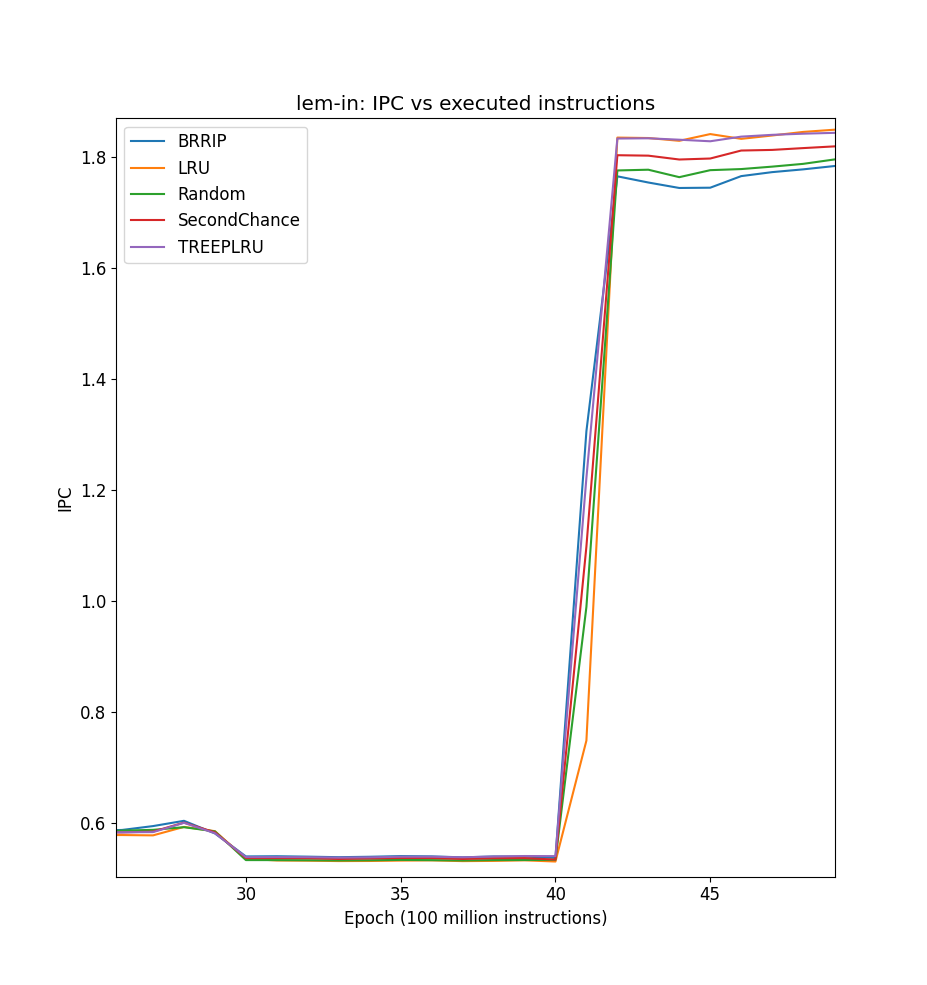 lem-in: IPC vs executed instructions
BRRIP
LRU
Random
SecondChance
TREEPLRU
1.8
1.6
1.4
1.2
1.0
0.8
0.6
IPC
30 35 40 45
Epoch (100 million instructions)